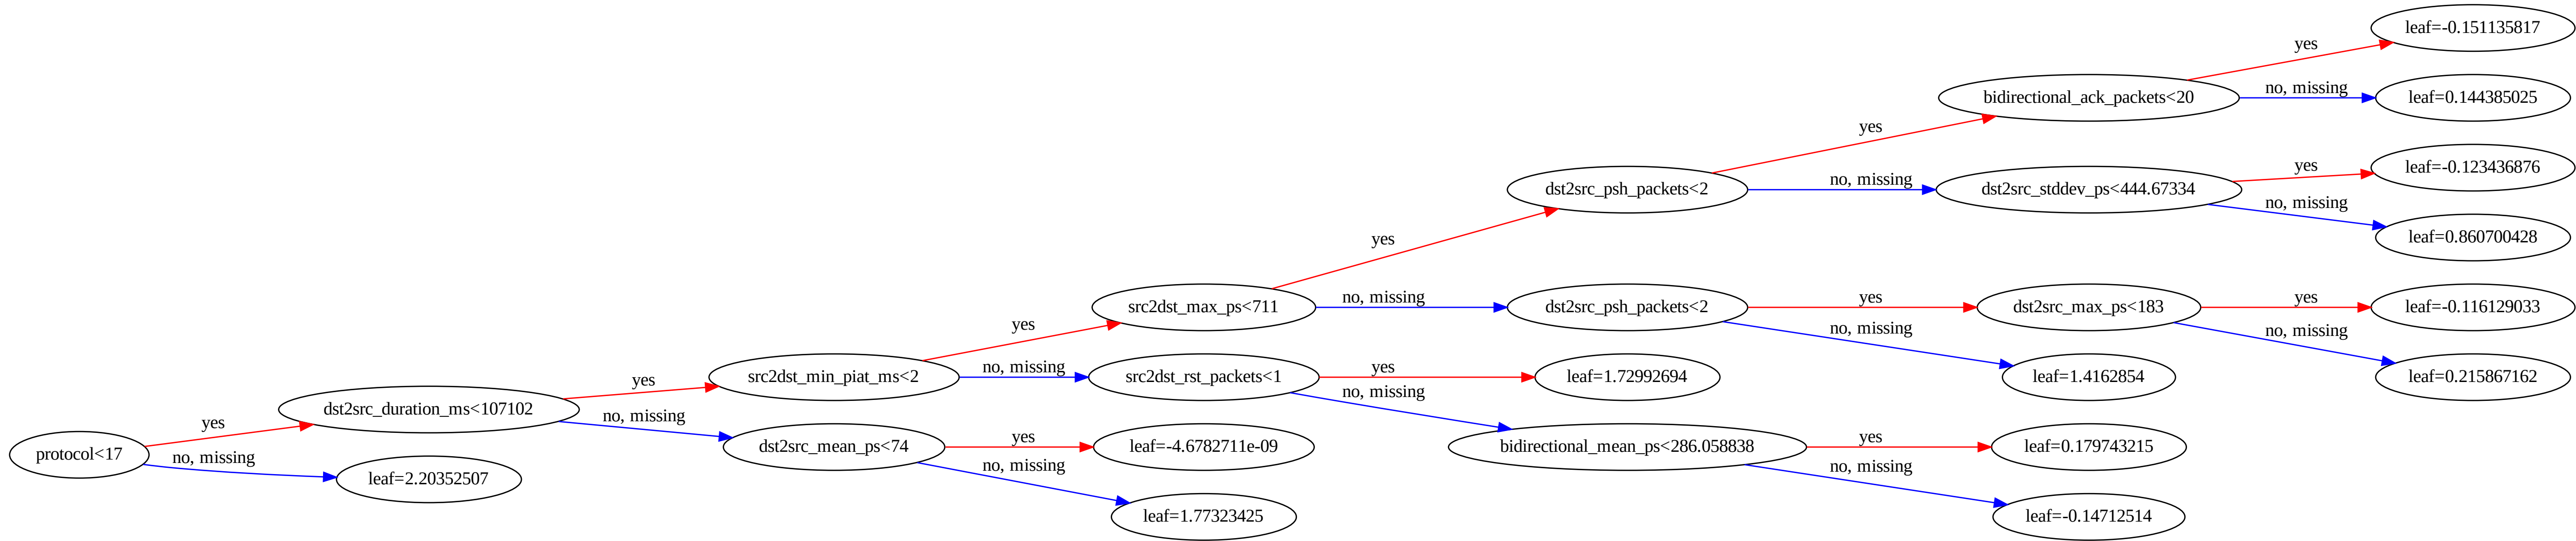 leaf=-0.151135817
yes
bidirectional_ack_packets<20
no, missing
leaf=0.144385025
yes
dst2src_psh_packets<2
no, missing
dst2src_stddev_ps<444.67334
yes
leaf=-0.123436876
no, missing
leaf=0.860700428
yes
src2dst_max_ps<711
no, missing
dst2src_psh_packets<2
yes
dst2src_max_ps<183
yes
leaf=-0.116129033
no, missing
leaf=0.215867162
no, missing
leaf=1.4162854
yes
src2dst_min_piat_ms<2
no, missing
src2dst_rst_packets<1
yes
leaf=1.72992694
no, missing
bidirectional_mean_ps<286.058838
yes
leaf=0.179743215
no, missing
leaf=-0.14712514
yes
dst2src_duration_ms<107102
no, missing
dst2src_mean_ps<74
yes
leaf=-4.6782711e-09
no, missing
leaf=1.77323425
protocol<17
yes
no, missing
leaf=2.20352507